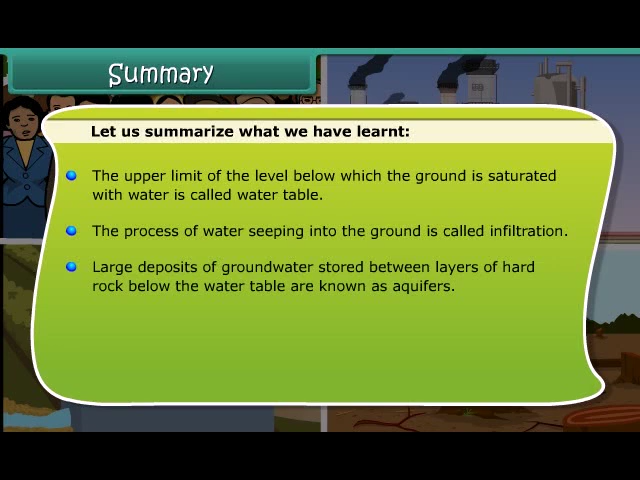 Summary
Let us summarize what we have learnt:
The upper limit of the level below which the ground is saturated
with water is called water table.
The process of water seeping into the ground is called infiltration.
Large deposits of groundwater stored between layers of hard
rock below the water table are known as aquifers.